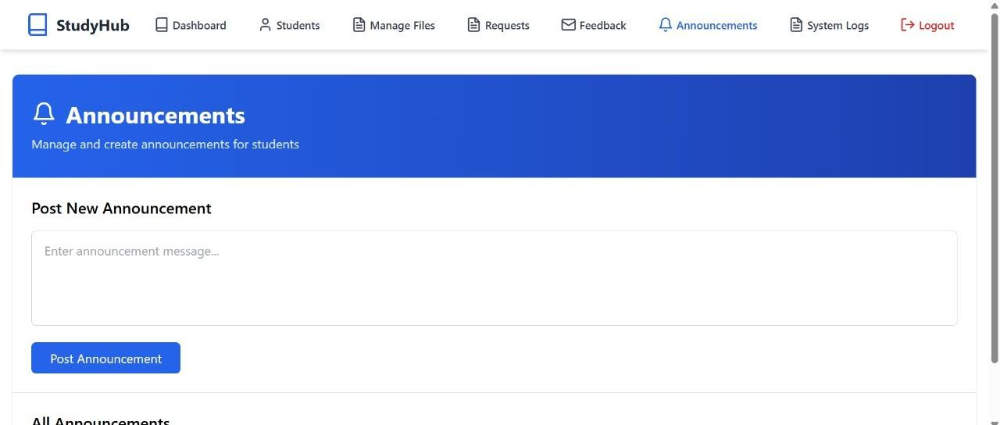 StudyHub Dashboard Students Manage Files Requests Feedback Announcements System Logs Logout
Announcements
Manage and create announcements for students
Post New Announcement
Enter announcement message...
Post Announcement
All Announcements